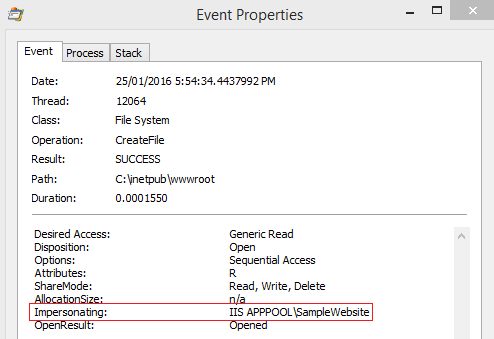 Event Properties
Event Process Stack
Date: 25/01/2016 5:54:34.4437992 PM
Thread: 12064
Class: File System
Operation: CreateFile
Result: SUCCESS
Path: C:\inetpub\wwwroot
Duration: 0.0001550
Desired Access: Generic Read
Disposition: Open
Options: Sequential Access
Attributes: R
ShareMode: Read, Write, Delete
AllocationSize: n/a
Impersonating: IIS APPPOOL\SampleWebsite
OpenResult: Opened